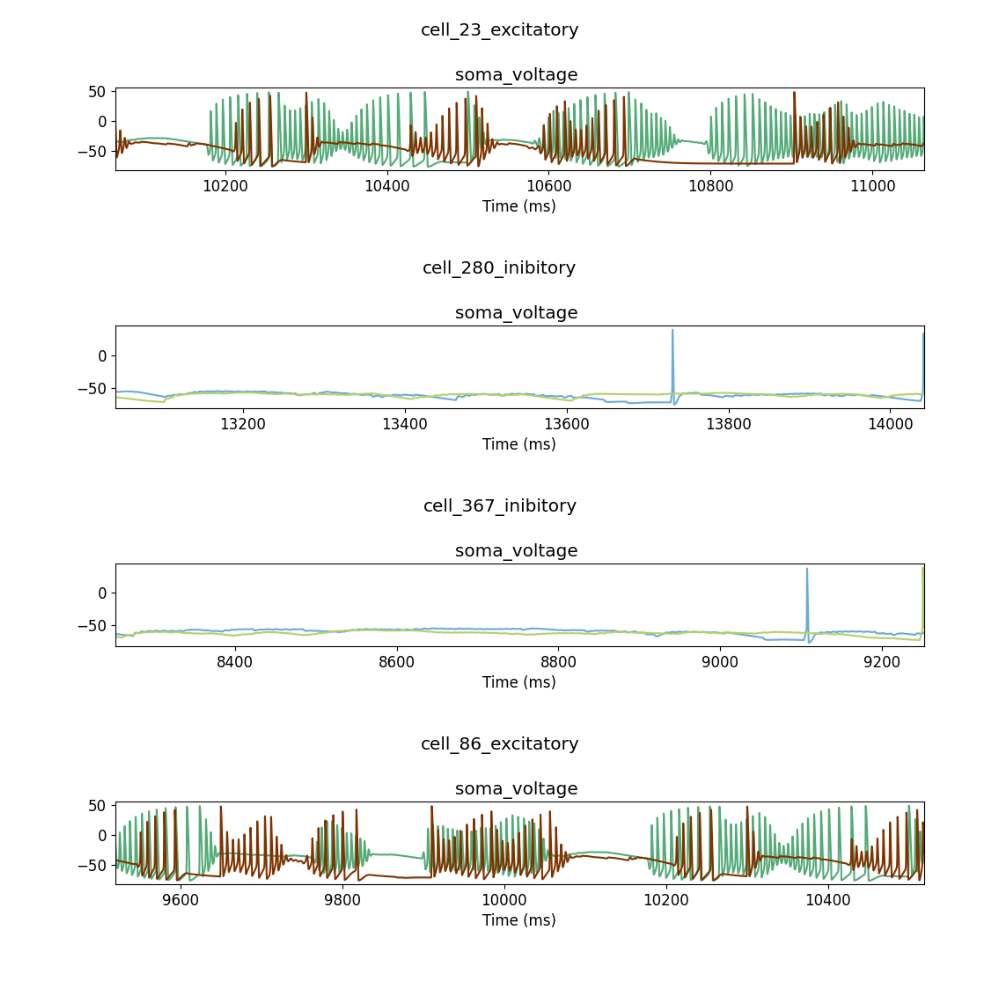 cell_23_excitatory
soma_voltage
50
0
−50
10200 10400 10600 10800 11000
Time (ms)
cell_280_inibitory
soma_voltage
0
−50
13200 13400 13600 13800 14000
Time (ms)
cell_367_inibitory
soma_voltage
0
−50
8400 8600 8800 9000 9200
Time (ms)
cell_86_excitatory
soma_voltage
50
0
−50
9600 9800 10000 10200 10400
Time (ms)